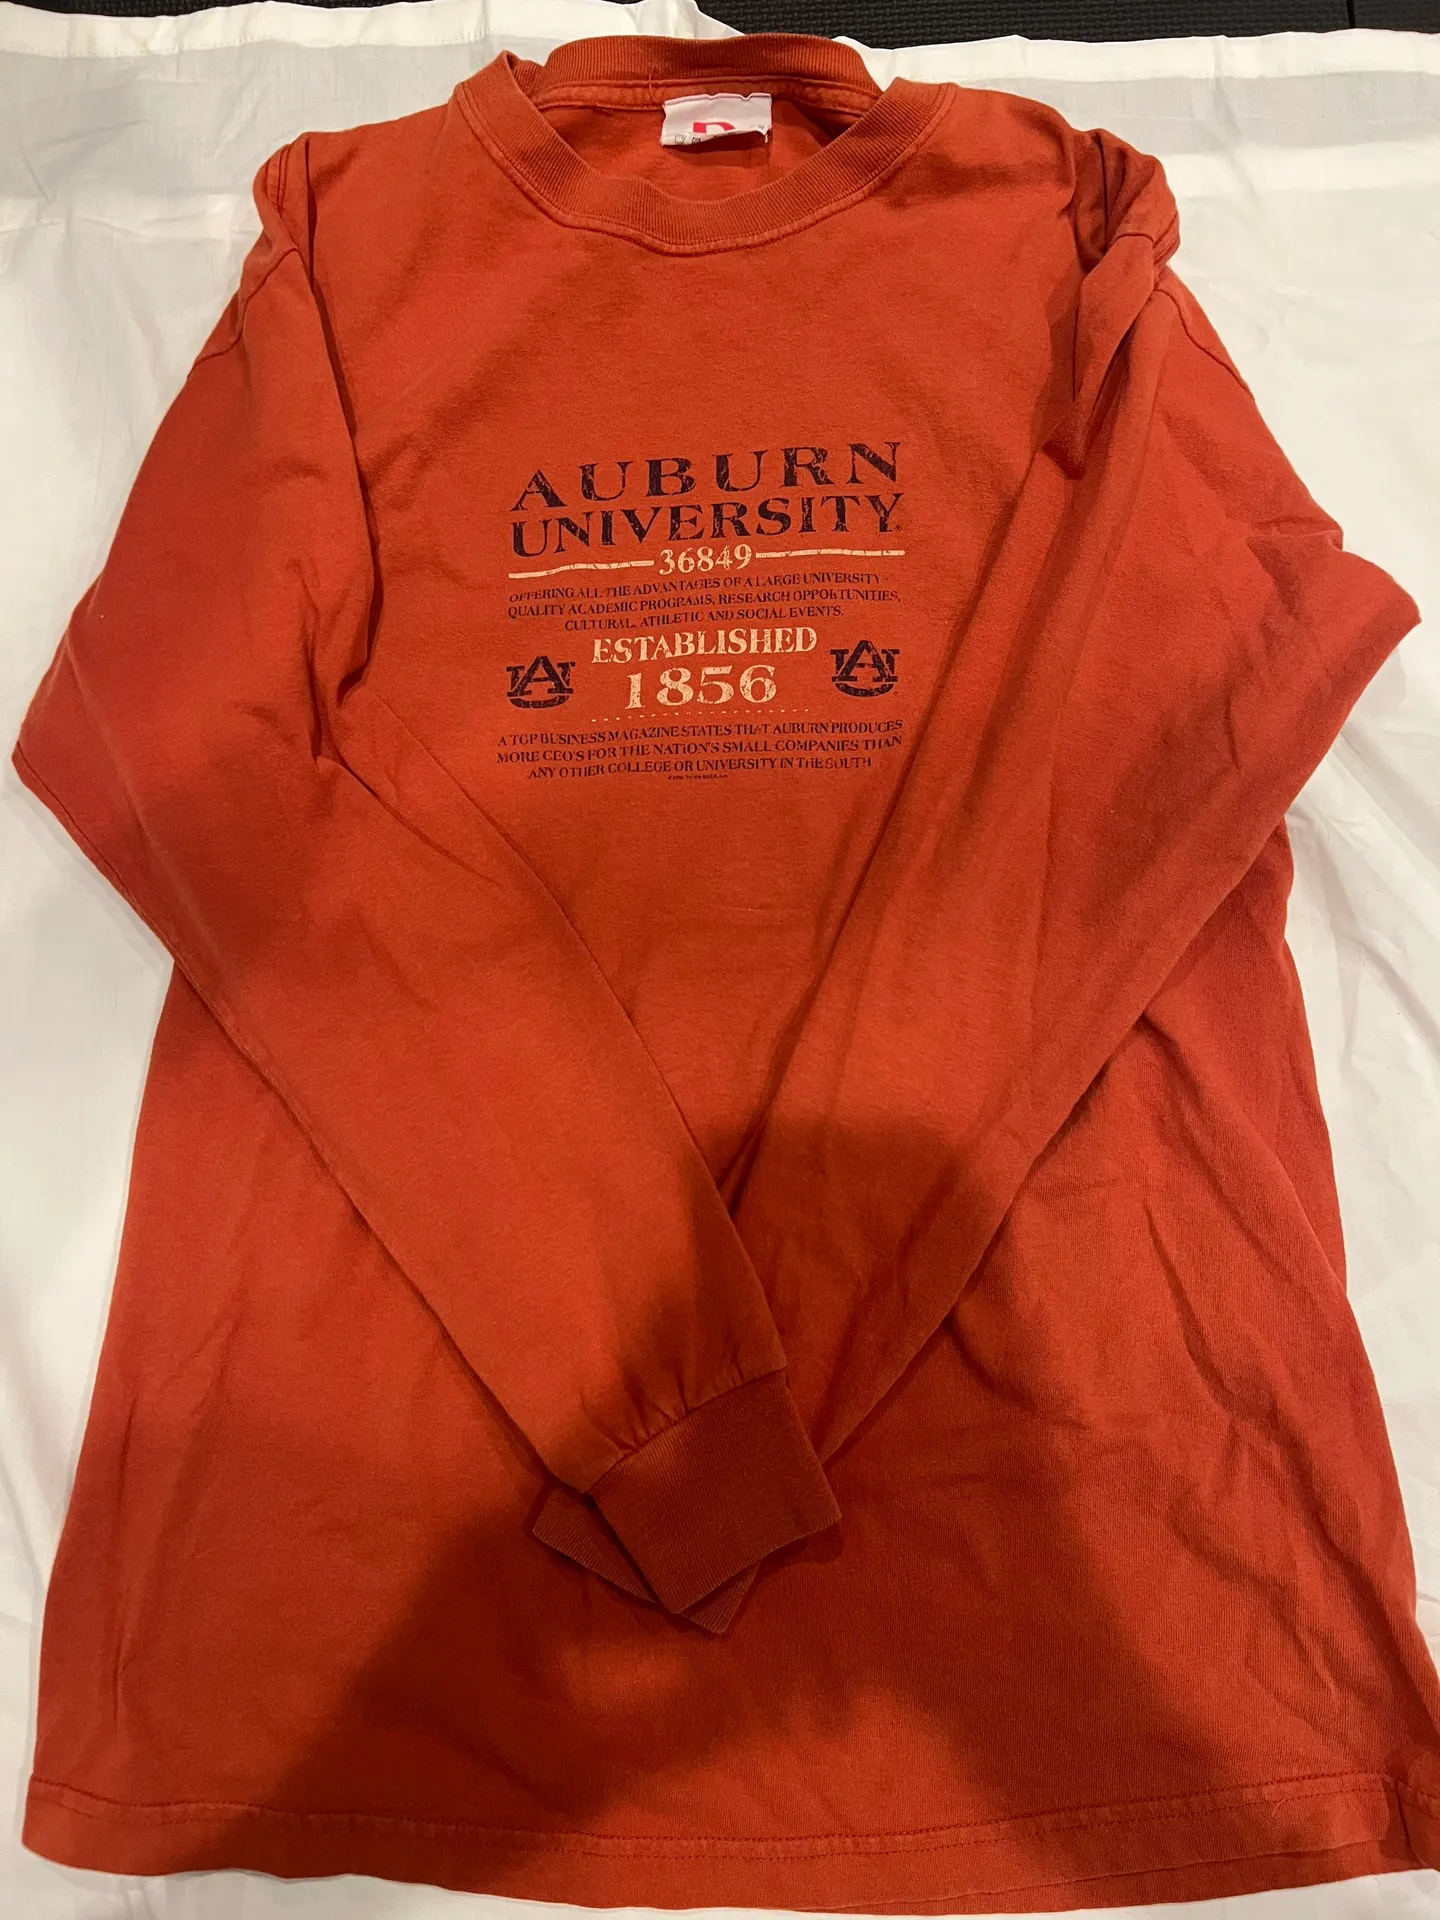 AUBURN
UNIVERSITY
36849
OFFERING ALL THE ADVANTAGES OF A LARGE UNIVERSITY -
QUALITY ACADEMIC PROGRAMS, RESEARCH OPPORTUNITIES,
CULTURAL, ATHLETIC AND SOCIAL EVENTS.
ESTABLISHED
AU 1856 AU
A TOP BUSINESS MAGAZINE STATES THAT AUBURN PRODUCES
MORE CEO'S FOR THE NATION'S SMALL COMPANIES THAN
ANY OTHER COLLEGE OR UNIVERSITY IN THE SOUTH